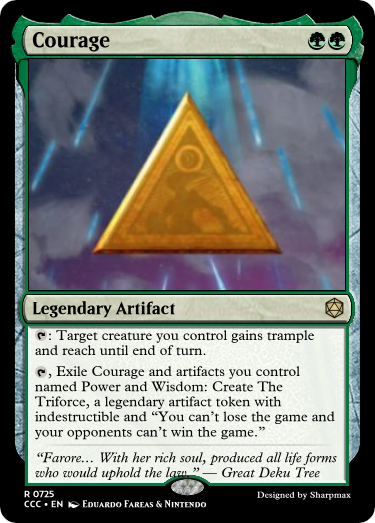 Courage
Legendary Artifact
: Target creature you control gains trample
and reach until end of turn.
, Exile Courage and artifacts you control
named Power and Wisdom: Create The
Triforce, a legendary artifact token with
indestructible and “You can’t lose the game and
your opponents can’t win the game.”
“Farore... With her rich soul, produced all life forms
who would uphold the law.” — Great Deku Tree
R 0725
CCC • EN Eduardo Fareas & Nintendo
Designed by Sharpmax